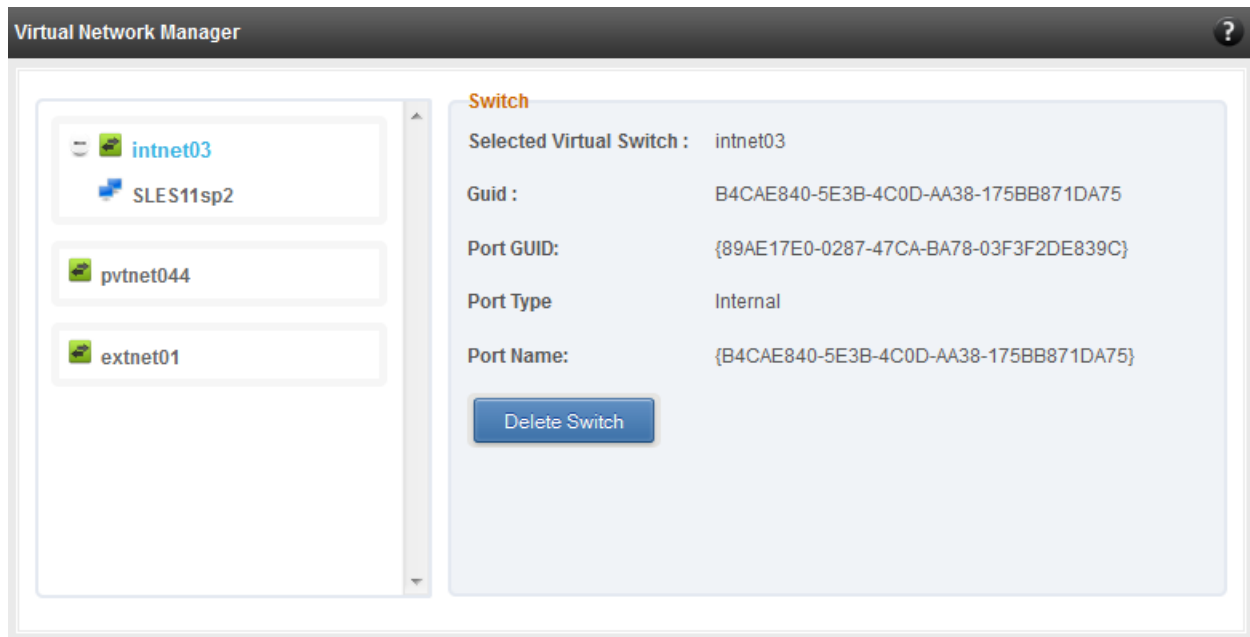 Virtual Network Manager
?
intnet03
SLES11sp2
pvtnet044
extnet01
Switch
Selected Virtual Switch : intnet03
Guid : B4CAE840-5E3B-4C0D-AA38-175BB871DA75
Port GUID: {89AE17E0-0287-47CA-BA78-03F3F2DE839C}
Port Type Internal
Port Name: {B4CAE840-5E3B-4C0D-AA38-175BB871DA75}
Delete Switch